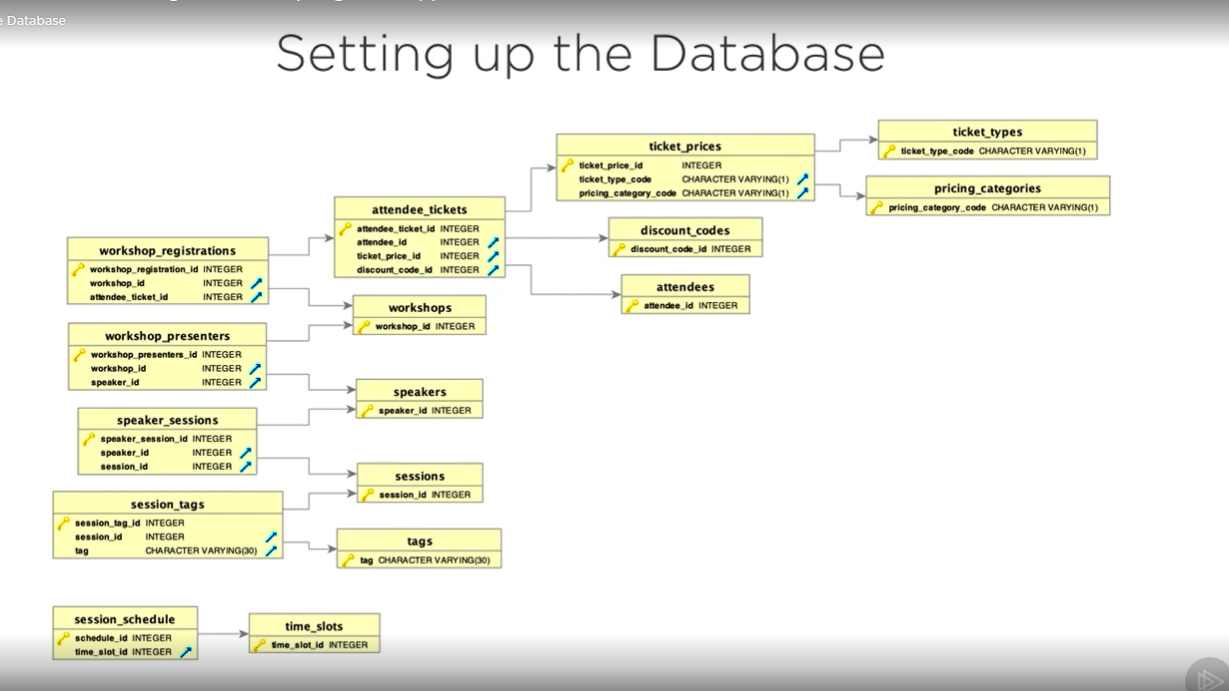 e Database
Setting up the Database
ticket_types
ticket_type_code CHARACTER VARYING(1)
ticket_prices
ticket_price_id INTEGER
ticket_type_code CHARACTER VARYING(1)
pricing_category_code CHARACTER VARYING(1)
pricing_categories
pricing_category_code CHARACTER VARYING(1)
attendee_tickets
attendee_ticket_id INTEGER
attendee_id INTEGER
ticket_price_id INTEGER
discount_code_id INTEGER
discount_codes
discount_code_id INTEGER
attendees
attendee_id INTEGER
workshop_registrations
workshop_registration_id INTEGER
workshop_id INTEGER
attendee_ticket_id INTEGER
workshops
workshop_id INTEGER
workshop_presenters
workshop_presenters_id INTEGER
workshop_id INTEGER
speaker_id INTEGER
speakers
speaker_id INTEGER
speaker_sessions
speaker_session_id INTEGER
speaker_id INTEGER
session_id INTEGER
sessions
session_id INTEGER
session_tags
session_tag_id INTEGER
session_id INTEGER
tag CHARACTER VARYING(30)
tags
tag CHARACTER VARYING(30)
session_schedule
schedule_id INTEGER
time_slot_id INTEGER
time_slots
time_slot_id INTEGER